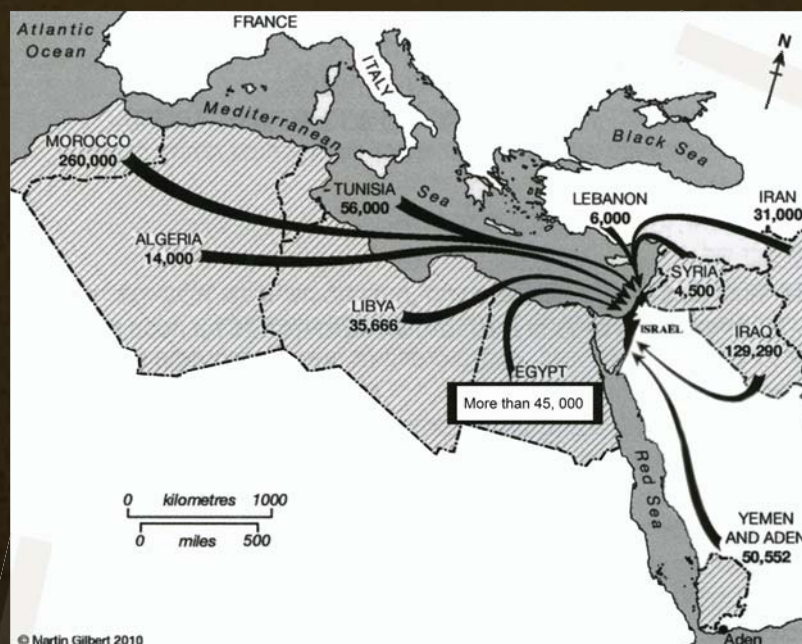 Atlantic
Ocean
FRANCE
ITALY
N
Mediterranean
Sea
Black Sea
MOROCCO
260,000
TUNISIA
56,000
LEBANON
6,000
IRAN
31,000
ALGERIA
14,000
SYRIA
4,500
LIBYA
35,666
ISRAEL
IRAQ
129,290
EGYPT
More than 45, 000
Red Sea
0 kilometres 1000
0 miles 500
YEMEN
AND ADEN
50,552
Aden
© Martin Gilbert 2010